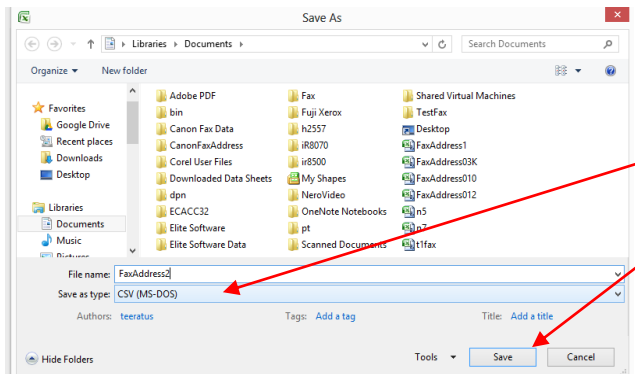 Save As
Libraries Documents
Search Documents
Organize
New folder
Favorites
Google Drive
Recent places
Downloads
Desktop
Libraries
Documents
Music
Pictures
Adobe PDF
bin
Canon Fax Data
CanonFaxAddress
Corel User Files
Downloaded Data Sheets
dpn
ECACC32
Elite Software
Elite Software Data
Fax
Fuji Xerox
h2557
iR8070
ir8500
My Shapes
NeroVideo
OneNote Notebooks
pt
Scanned Documents
Shared Virtual Machines
TestFax
Desktop
FaxAddress1
FaxAddress03K
FaxAddress010
FaxAddress012
n5
n7
t1fax
File name: FaxAddress2
Save as type: CSV (MS-DOS)
Authors: teeratus
Tags: Add a tag
Title: Add a title
Hide Folders
Tools
Save
Cancel